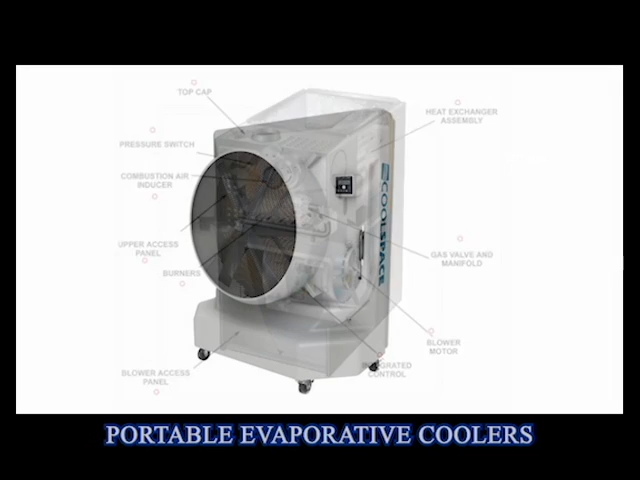 TOP CAP
HEAT EXCHANGER
ASSEMBLY
PRESSURE SWITCH
COMBUSTION AIR
INDUCER
COOLSPACE
UPPER ACCESS
PANEL
GAS VALVE AND
MANIFOLD
BURNERS
BLOWER
MOTOR
INTEGRATED
CONTROL
BLOWER ACCESS
PANEL
PORTABLE EVAPORATIVE COOLERS